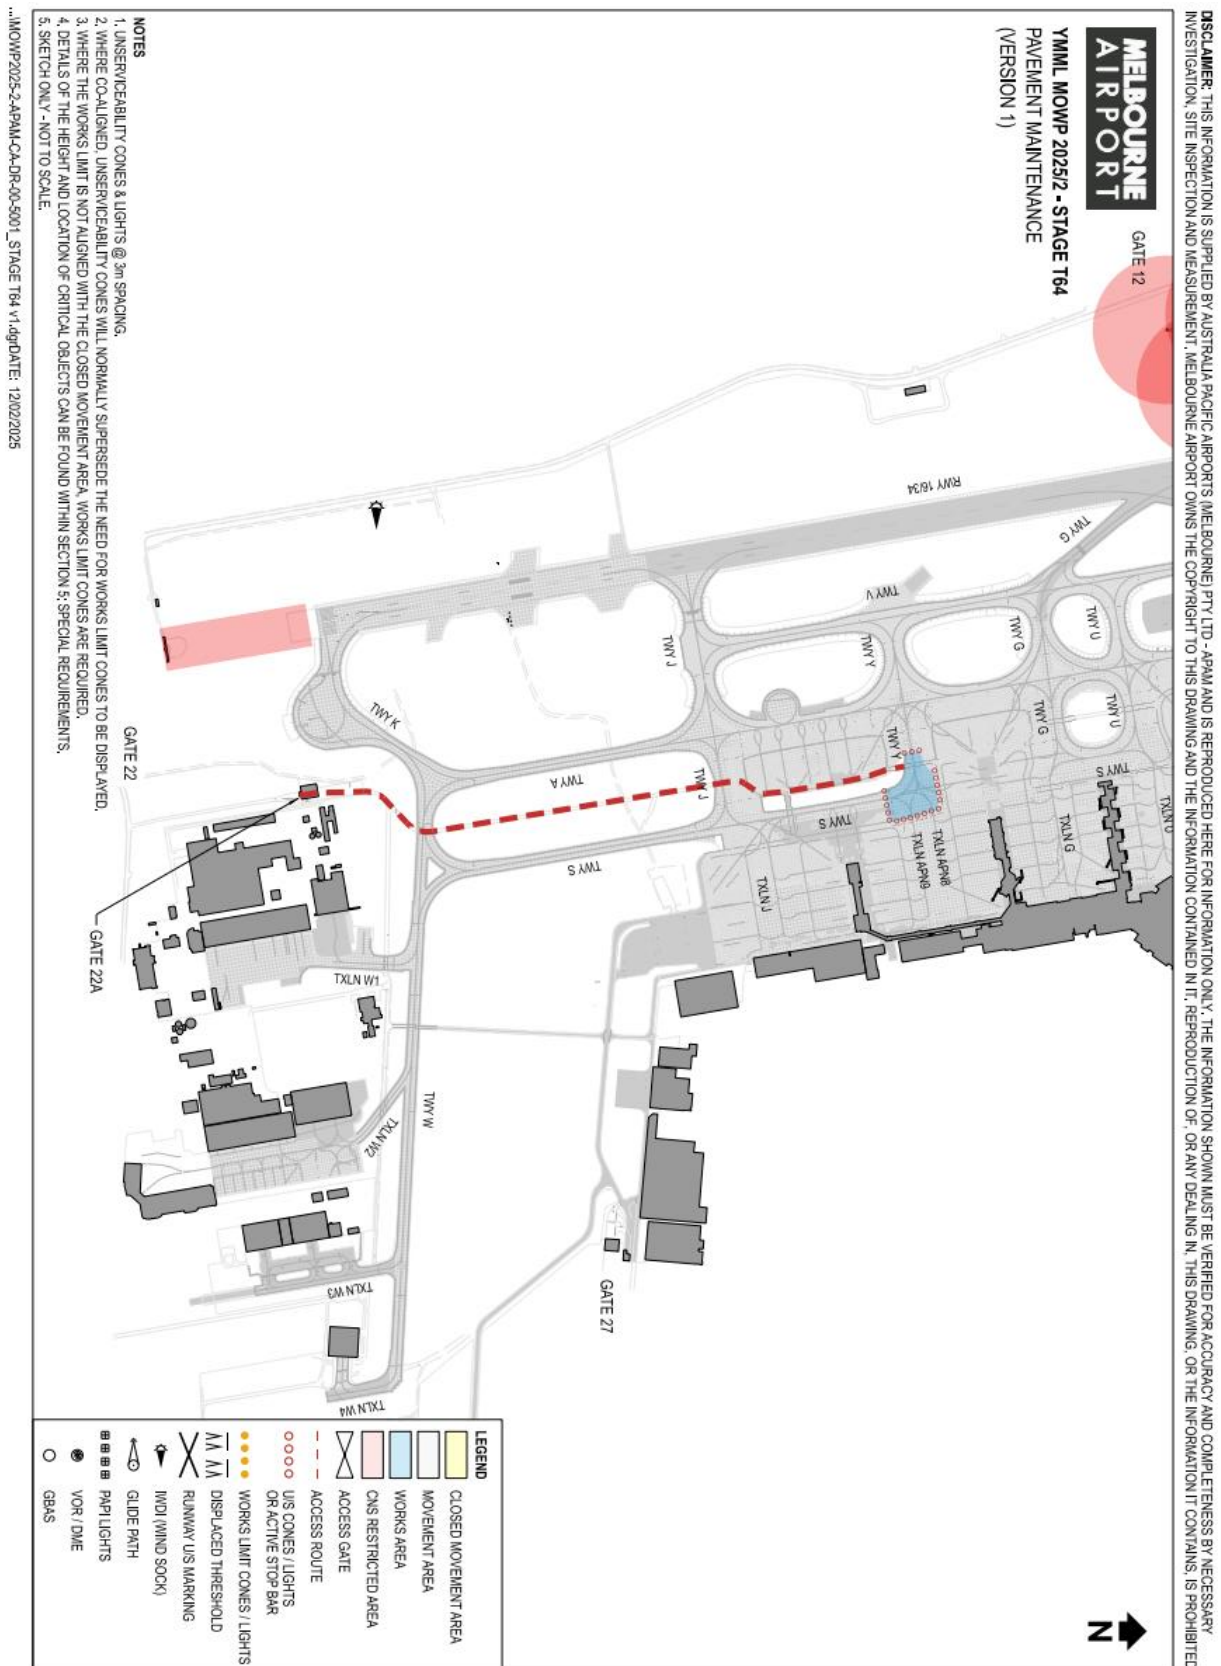 DISCLAIMER: THIS INFORMATION IS SUPPLIED BY AUSTRALIA PACIFIC AIRPORTS (MELBOURNE) PTY LTD - APAM AND IS REPRODUCED HERE FOR INFORMATION ONLY. THE INFORMATION SHOWN MUST BE VERIFIED FOR ACCURACY AND COMPLETENESS BY NECESSARY
INVESTIGATION, SITE INSPECTION AND MEASUREMENT. MELBOURNE AIRPORT OWNS THE COPYRIGHT TO THIS DRAWING AND THE INFORMATION CONTAINED IN IT. REPRODUCTION OF, OR ANY DEALING IN, THIS DRAWING, OR THE INFORMATION IT CONTAINS, IS PROHIBITED
MELBOURNE
AIRPORT
YMML MOWP 2025/2 - STAGE T64
PAVEMENT MAINTENANCE
(VERSION 1)
GATE 12
RWY 16/34
TWY G
TWY V
TWY U
TWY G
TWY Y
TWY J
TWY U
TWY G
TWY Y
TWY S
TXLN U
TWY K
TWY A
TWY J
TWY S
TXLN G
TXLN APN8
TXLN APN9
TWY S
TXLN J
GATE 22
GATE 22A
TXLN W1
TWY W
TXLN W2
TXLN W3
TXLN W4
GATE 27
N
LEGEND
CLOSED MOVEMENT AREA
MOVEMENT AREA
WORKS AREA
CNS RESTRICTED AREA
ACCESS GATE
ACCESS ROUTE
U/S CONES / LIGHTS
OR ACTIVE STOP BAR
WORKS LIMIT CONES / LIGHTS
DISPLACED THRESHOLD
RUNWAY U/S MARKING
IWDI (WIND SOCK)
GLIDE PATH
PAPI LIGHTS
VOR / DME
GBAS
NOTES
1. UNSERVICEABILITY CONES & LIGHTS @ 3m SPACING.
2. WHERE CO-ALIGNED, UNSERVICEABILITY CONES WILL NORMALLY SUPERSEDE THE NEED FOR WORKS LIMIT CONES TO BE DISPLAYED.
3. WHERE THE WORKS LIMIT IS NOT ALIGNED WITH THE CLOSED MOVEMENT AREA, WORKS LIMIT CONES ARE REQUIRED.
4. DETAILS OF THE HEIGHT AND LOCATION OF CRITICAL OBJECTS CAN BE FOUND WITHIN SECTION 5; SPECIAL REQUIREMENTS.
5. SKETCH ONLY - NOT TO SCALE.
...\MOWP2025-2-APAM-CA-DR-00-5001_STAGE T64 v1.dgnDATE: 12/02/2025